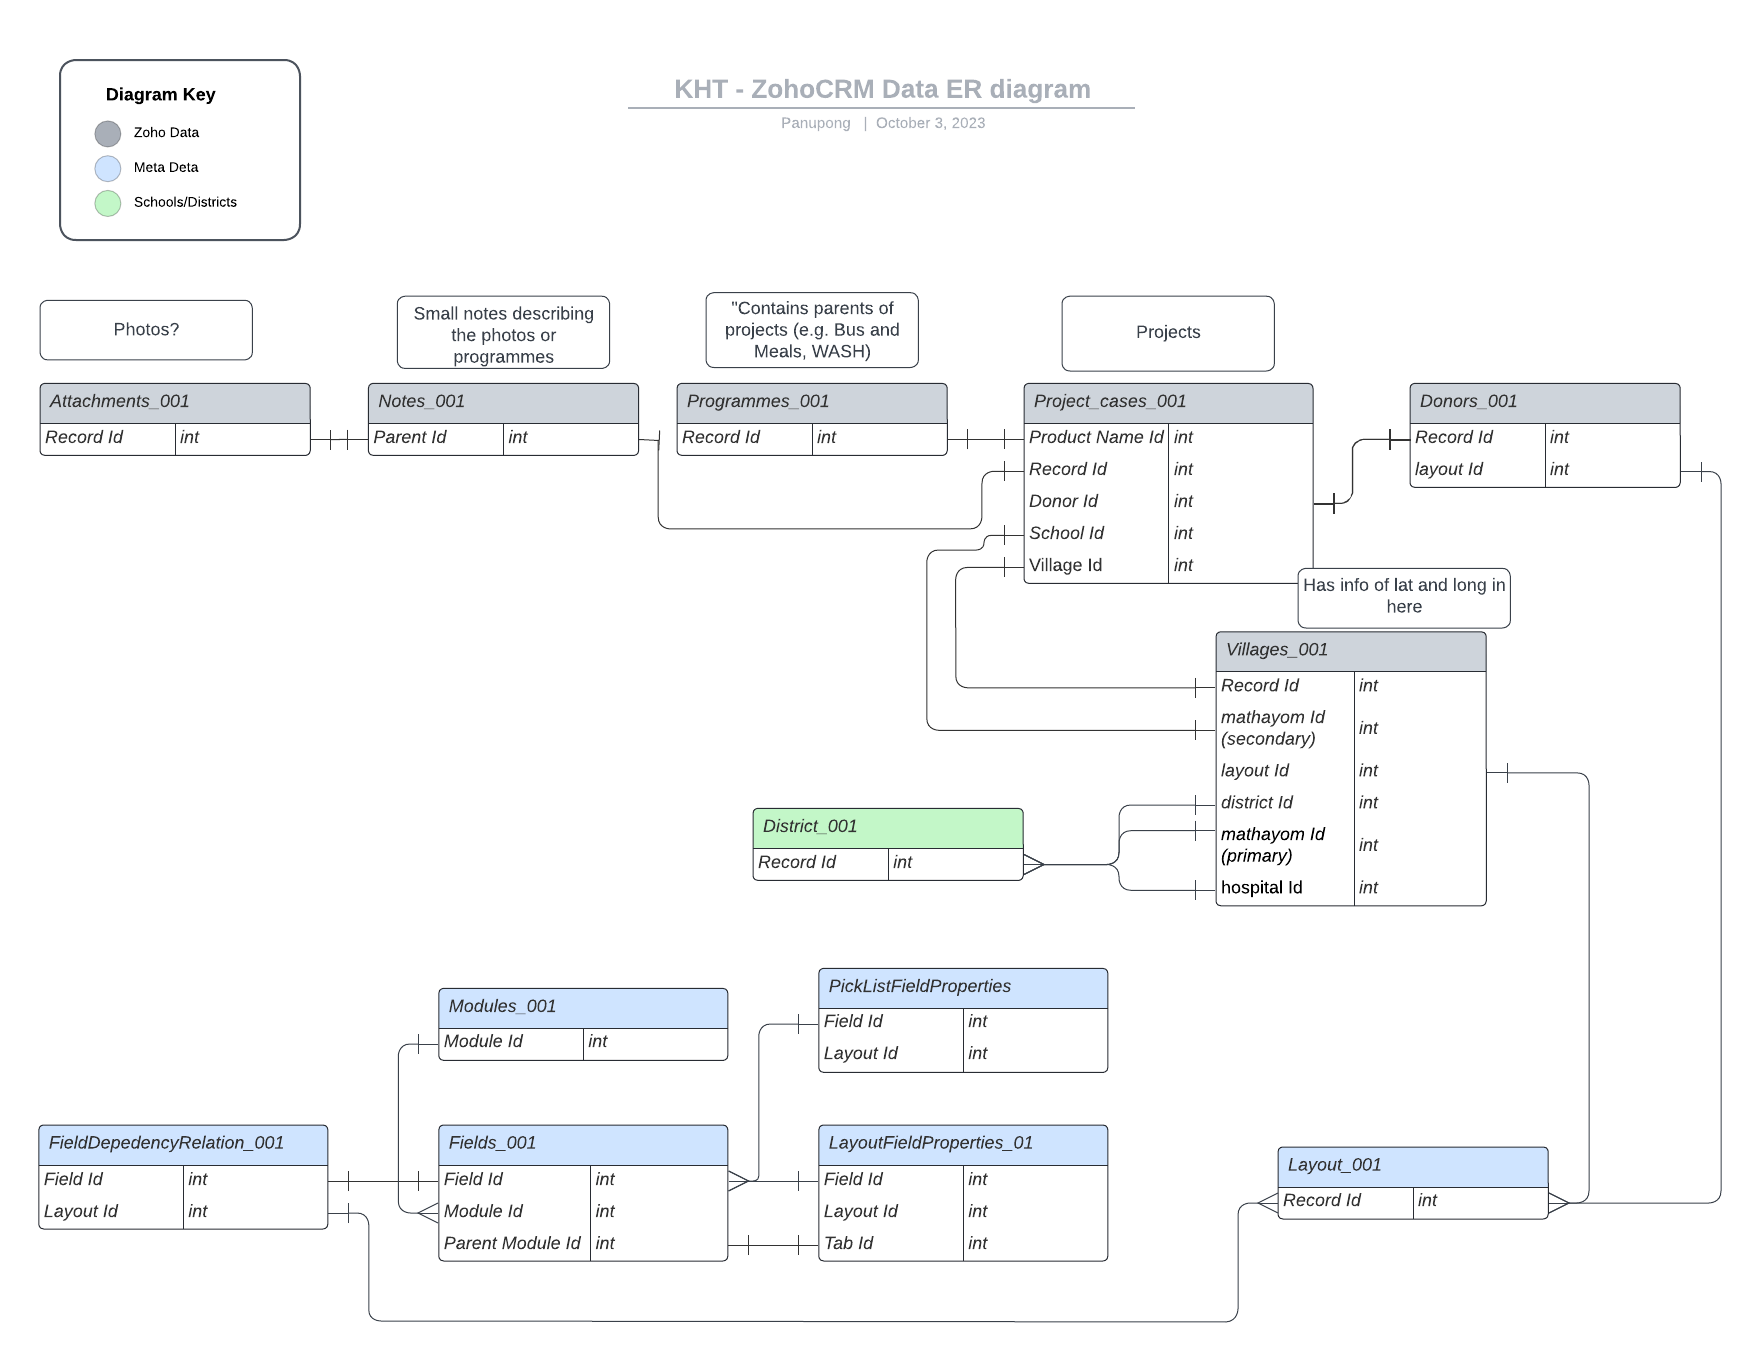 Diagram Key
Zoho Data
Meta Deta
Schools/Districts
KHT - ZohoCRM Data ER diagram
Panupong | October 3, 2023
Photos?
Small notes describing
the photos or
programmes
"Contains parents of
projects (e.g. Bus and
Meals, WASH)
Projects
Attachments_001
Record Id int
Notes_001
Parent Id int
Programmes_001
Record Id int
Project_cases_001
Product Name Id int
Record Id int
Donor Id int
School Id int
Village Id int
Donors_001
Record Id int
layout Id int
Has info of lat and long in
here
Villages_001
Record Id int
mathayom Id
(secondary) int
layout Id int
district Id int
mathayom Id
(primary) int
hospital Id int
District_001
Record Id int
Modules_001
Module Id int
PickListFieldProperties
Field Id int
Layout Id int
FieldDepedencyRelation_001
Field Id int
Layout Id int
Fields_001
Field Id int
Module Id int
Parent Module Id int
LayoutFieldProperties_01
Field Id int
Layout Id int
Tab Id int
Layout_001
Record Id int